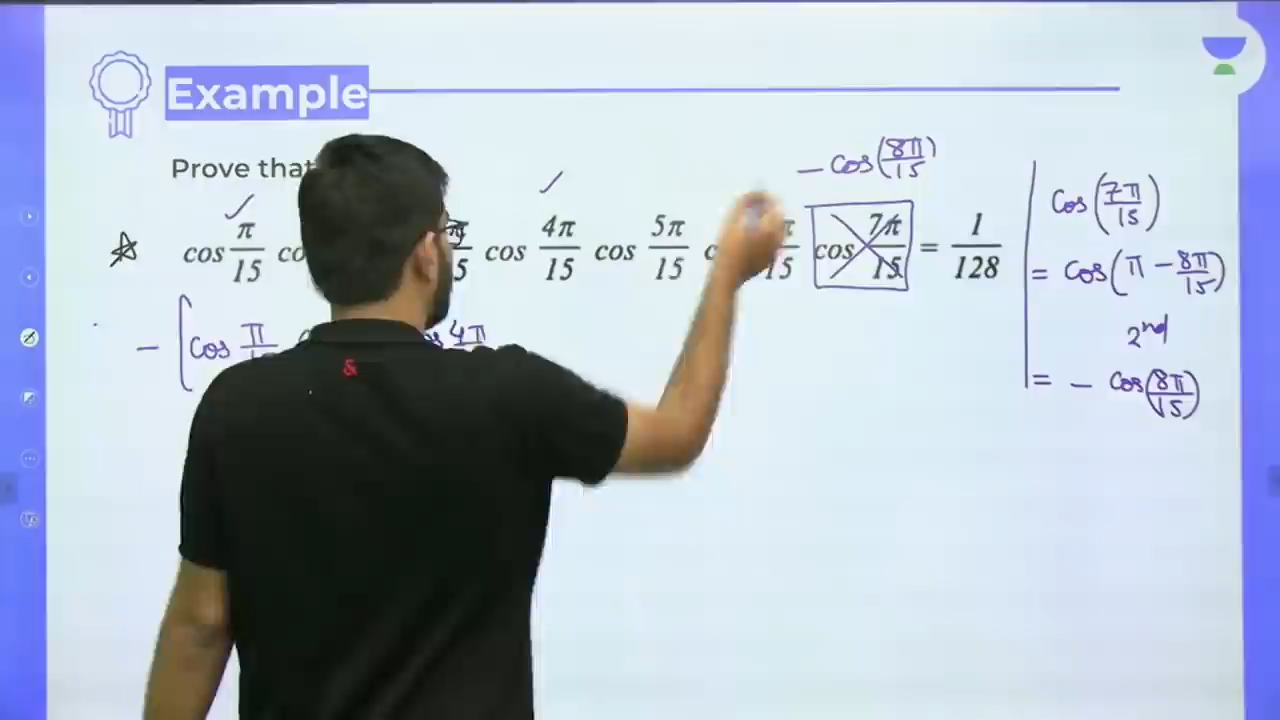 Example
Prove that
− cos(8π/15)
cos π/15 co 5 cos 4π/15 cos 5π/15 π/15 cos 7π/15 = 1/128
− [cos π 4π
cos(7π/15)
= cos(π − 8π/15)
2nd
= − cos(8π/15)